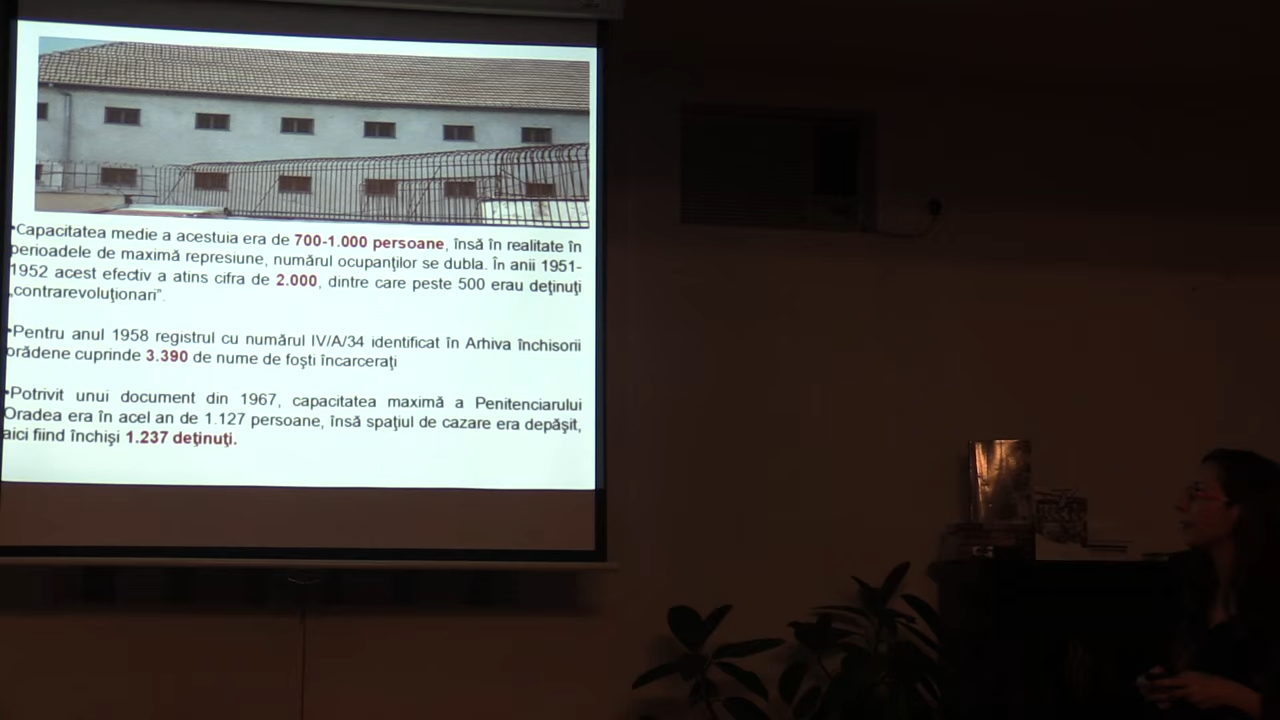 •Capacitatea medie a acestuia era de 700-1.000 persoane, însă în realitate în
perioadele de maximă represiune, numărul ocupanţilor se dubla. În anii 1951-
1952 acest efectiv a atins cifra de 2.000, dintre care peste 500 erau deţinuţi
„contrarevoluţionari”.
•Pentru anul 1958 registrul cu numărul IV/A/34 identificat în Arhiva închisorii
orădene cuprinde 3.390 de nume de foşti încarceraţi
•Potrivit unui document din 1967, capacitatea maximă a Penitenciarului
Oradea era în acel an de 1.127 persoane, însă spaţiul de cazare era depăşit,
aici fiind închişi 1.237 deţinuţi.